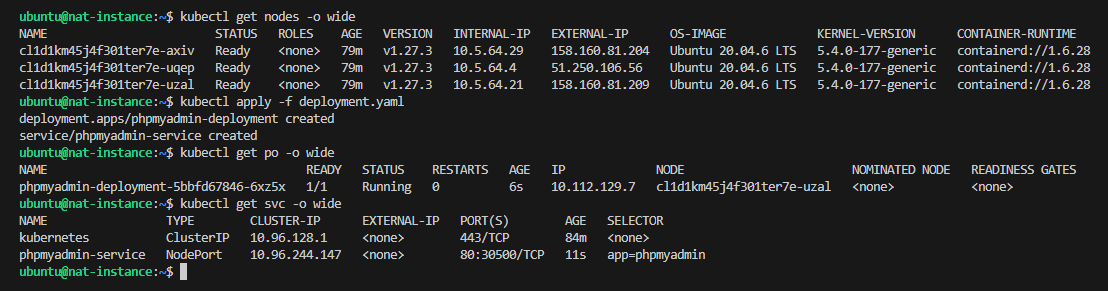 ubuntu@nat-instance:~$ kubectl get nodes -o wide
NAME STATUS ROLES AGE VERSION INTERNAL-IP EXTERNAL-IP OS-IMAGE KERNEL-VERSION CONTAINER-RUNTIME
cl1d1km45j4f301ter7e-axiv Ready <none> 79m v1.27.3 10.5.64.29 158.160.81.204 Ubuntu 20.04.6 LTS 5.4.0-177-generic containerd://1.6.28
cl1d1km45j4f301ter7e-uqep Ready <none> 79m v1.27.3 10.5.64.4 51.250.106.56 Ubuntu 20.04.6 LTS 5.4.0-177-generic containerd://1.6.28
cl1d1km45j4f301ter7e-uzal Ready <none> 79m v1.27.3 10.5.64.21 158.160.81.209 Ubuntu 20.04.6 LTS 5.4.0-177-generic containerd://1.6.28
ubuntu@nat-instance:~$ kubectl apply -f deployment.yaml
deployment.apps/phpmyadmin-deployment created
service/phpmyadmin-service created
ubuntu@nat-instance:~$ kubectl get po -o wide
NAME READY STATUS RESTARTS AGE IP NODE NOMINATED NODE READINESS GATES
phpmyadmin-deployment-5bbfd67846-6xz5x 1/1 Running 0 6s 10.112.129.7 cl1d1km45j4f301ter7e-uzal <none> <none>
ubuntu@nat-instance:~$ kubectl get svc -o wide
NAME TYPE CLUSTER-IP EXTERNAL-IP PORT(S) AGE SELECTOR
kubernetes ClusterIP 10.96.128.1 <none> 443/TCP 84m <none>
phpmyadmin-service NodePort 10.96.244.147 <none> 80:30500/TCP 11s app=phpmyadmin
ubuntu@nat-instance:~$